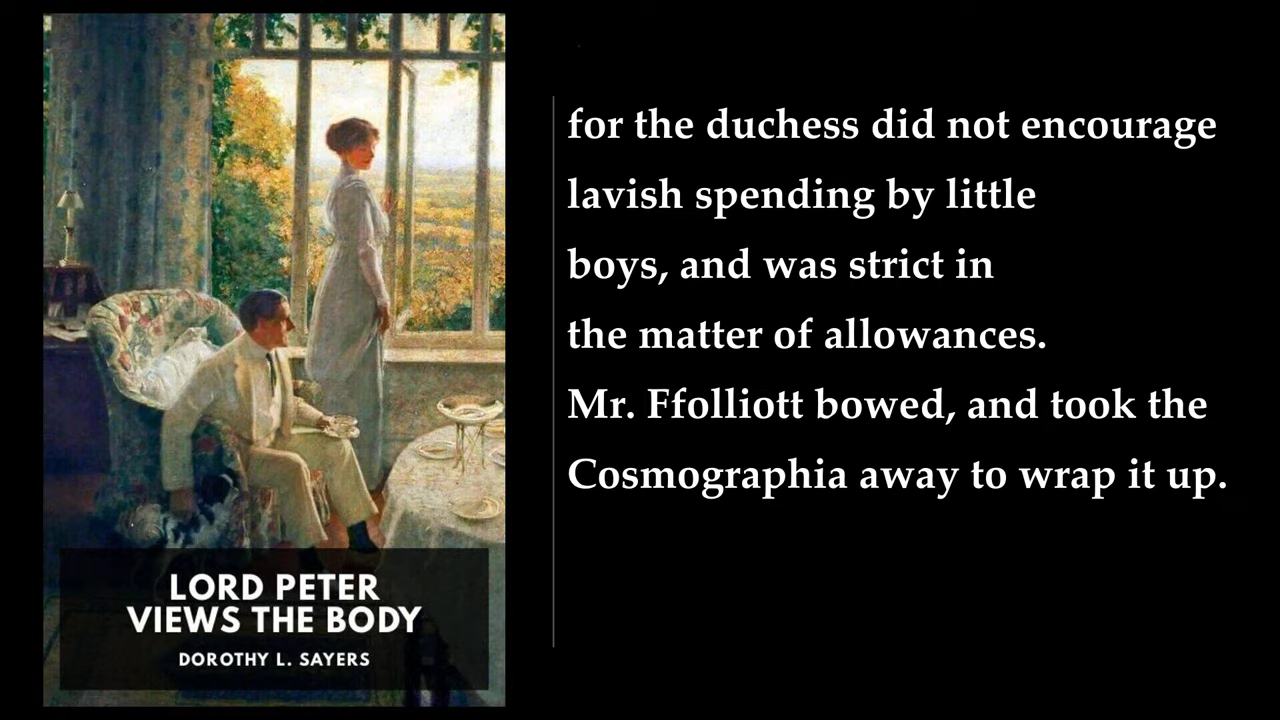 LORD PETER
VIEWS THE BODY
DOROTHY L. SAYERS
for the duchess did not encourage
lavish spending by little
boys, and was strict in
the matter of allowances.
Mr. Ffolliott bowed, and took the
Cosmographia away to wrap it up.